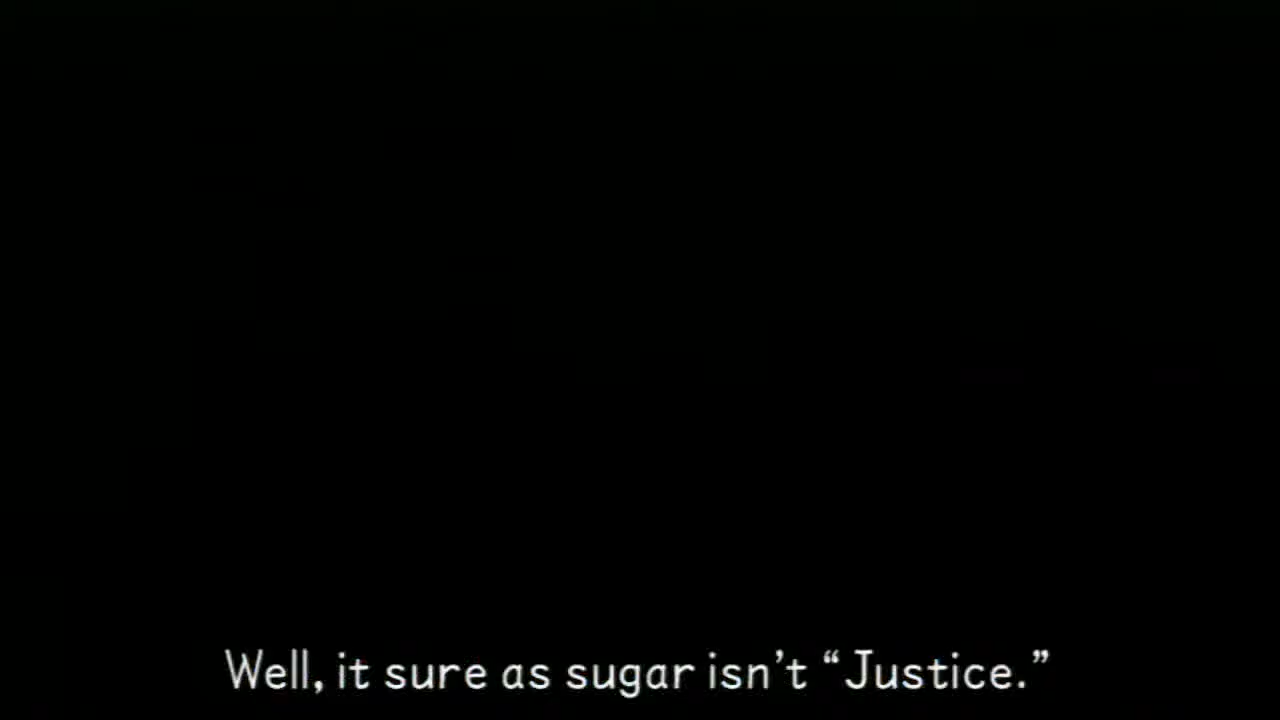 Well, it sure as sugar isn’t “Justice.”